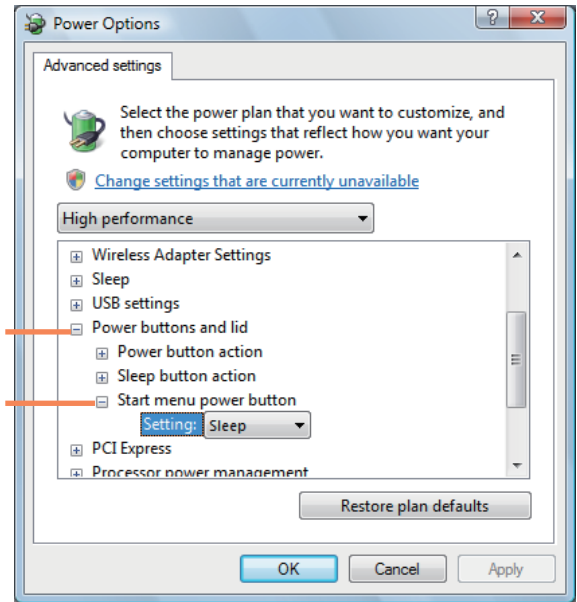 Power Options
Advanced settings
Select the power plan that you want to customize, and
then choose settings that reflect how you want your
computer to manage power.
Change settings that are currently unavailable
High performance
Wireless Adapter Settings
Sleep
USB settings
Power buttons and lid
Power button action
Sleep button action
Start menu power button
Setting: Sleep
PCI Express
Processor power management
Restore plan defaults
OK Cancel Apply